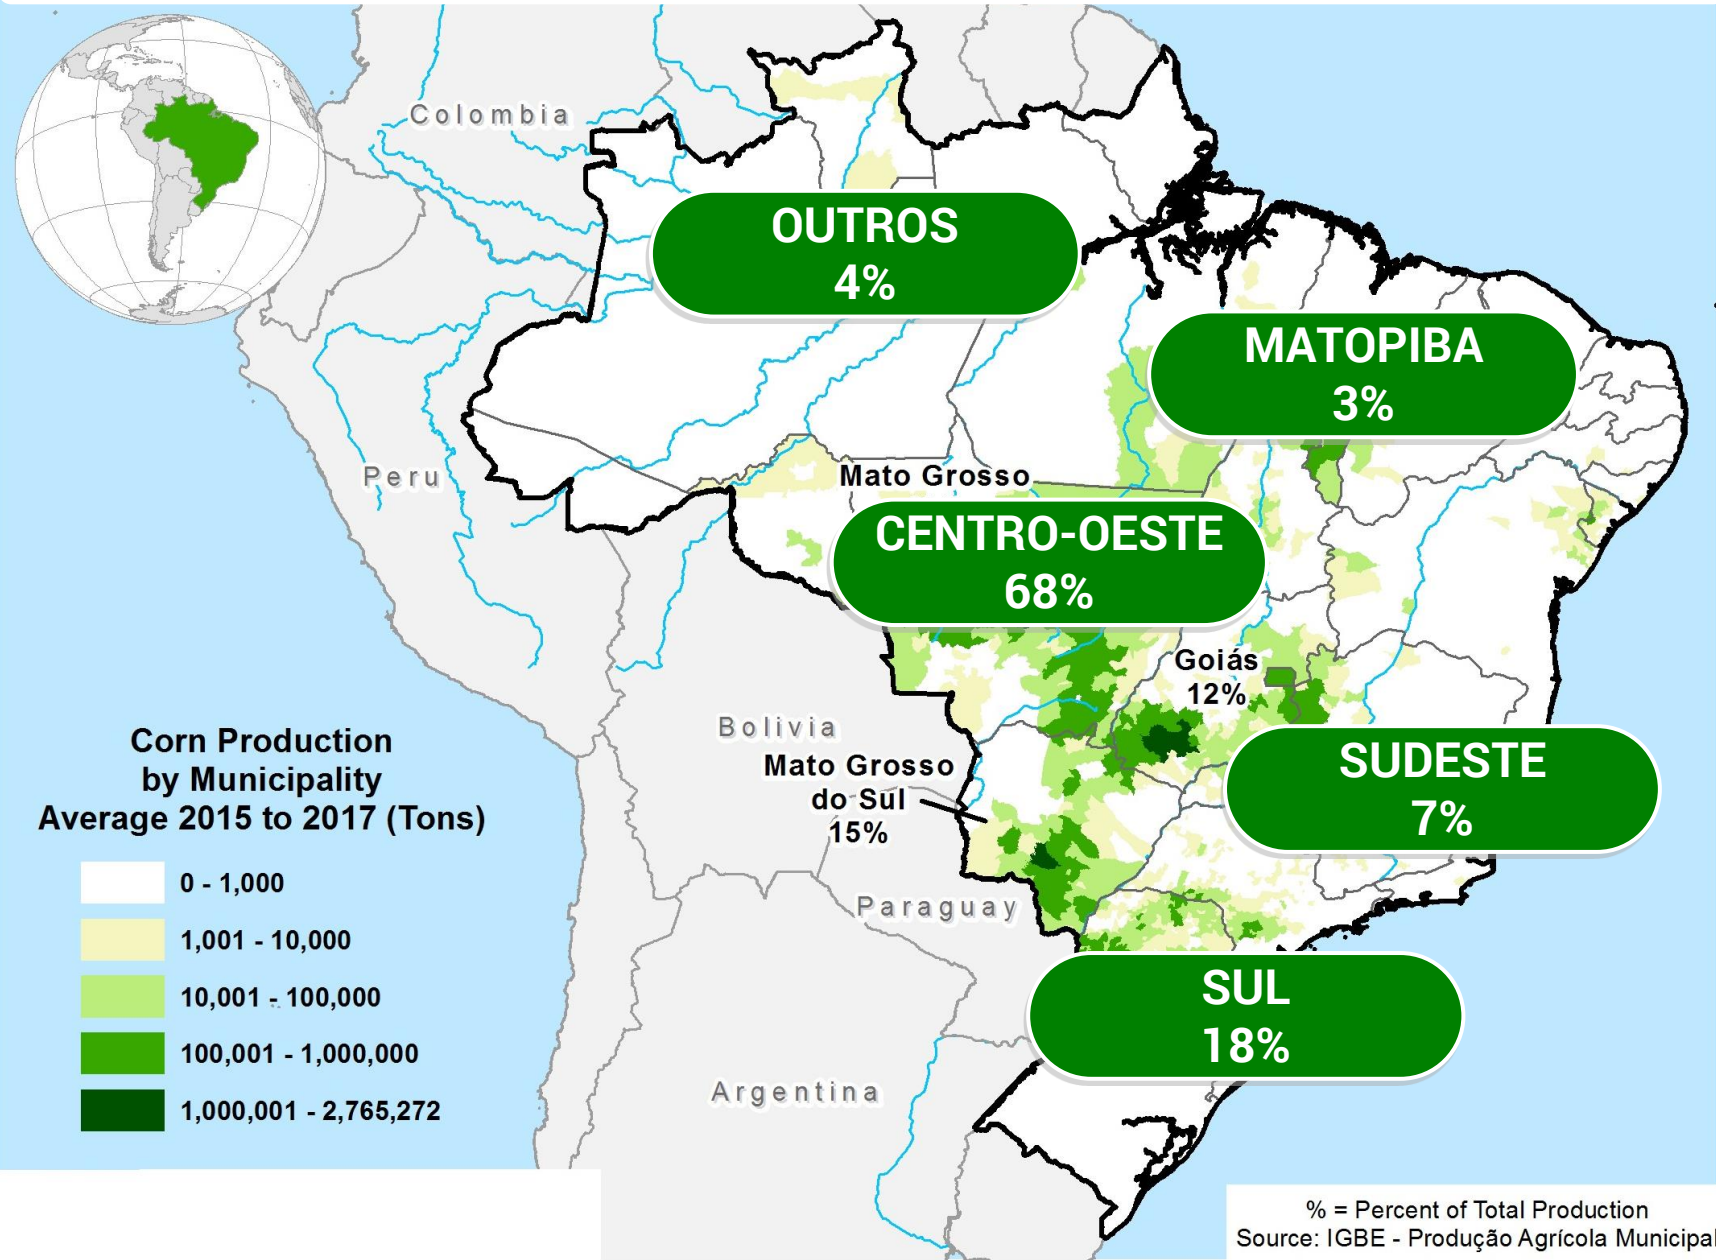 Colombia
OUTROS
4%
MATOPIBA
3%
Peru
Mato Grosso
CENTRO-OESTE
68%
Goiás
12%
Bolivia
Mato Grosso
do Sul
15%
SUDESTE
7%
Paraguay
SUL
18%
Argentina
Corn Production
by Municipality
Average 2015 to 2017 (Tons)
0 - 1,000
1,001 - 10,000
10,001 - 100,000
100,001 - 1,000,000
1,000,001 - 2,765,272
% = Percent of Total Production
Source: IGBE - Produção Agrícola Municipal